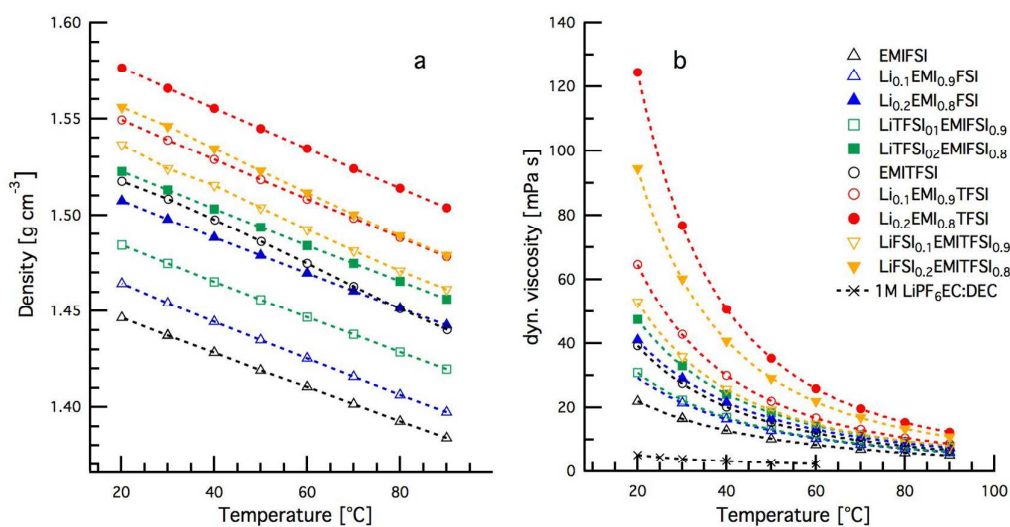 a
1.60
1.55
1.50
1.45
1.40
Density [g cm⁻³]
20 30 40 50 60 70 80
Temperature [°C]
b
140
120
100
80
60
40
20
0
dyn. viscosity [mPa s]
20 40 60 80 100
Temperature [°C]
EMIFSI
Li₀.₁EMI₀.₉FSI
Li₀.₂EMI₀.₈FSI
LiTFSI₀₁EMIFSI₀.₉
LiTFSI₀₂EMIFSI₀.₈
EMITFSI
Li₀.₁EMI₀.₉TFSI
Li₀.₂EMI₀.₈TFSI
LiFSI₀.₁EMITFSI₀.₉
LiFSI₀.₂EMITFSI₀.₈
1M LiPF₆EC:DEC